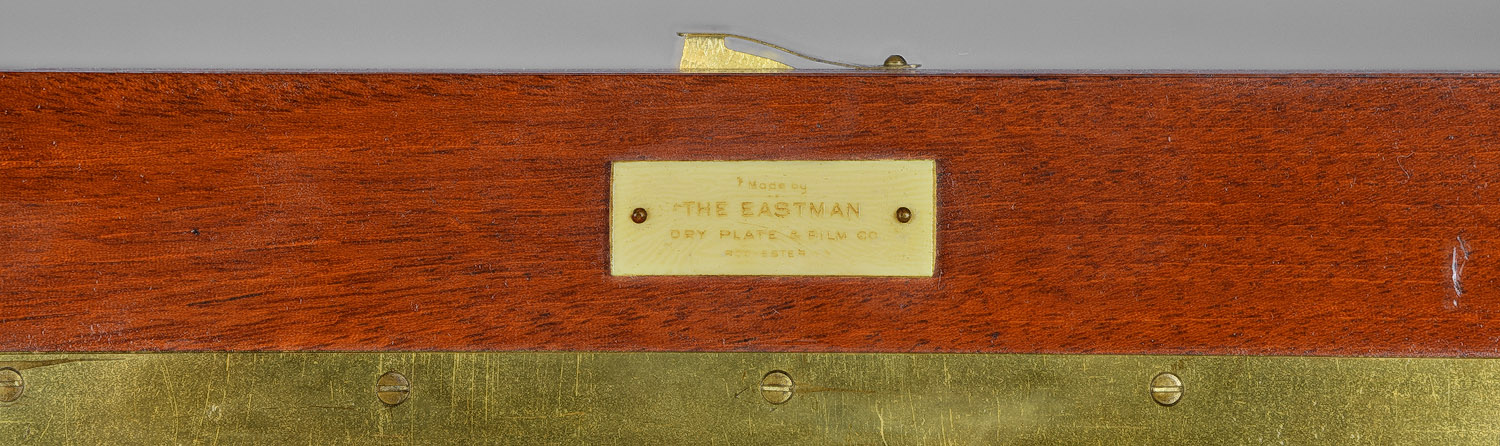 Made by
THE EASTMAN
DRY PLATE & FILM CO
ROCHESTER